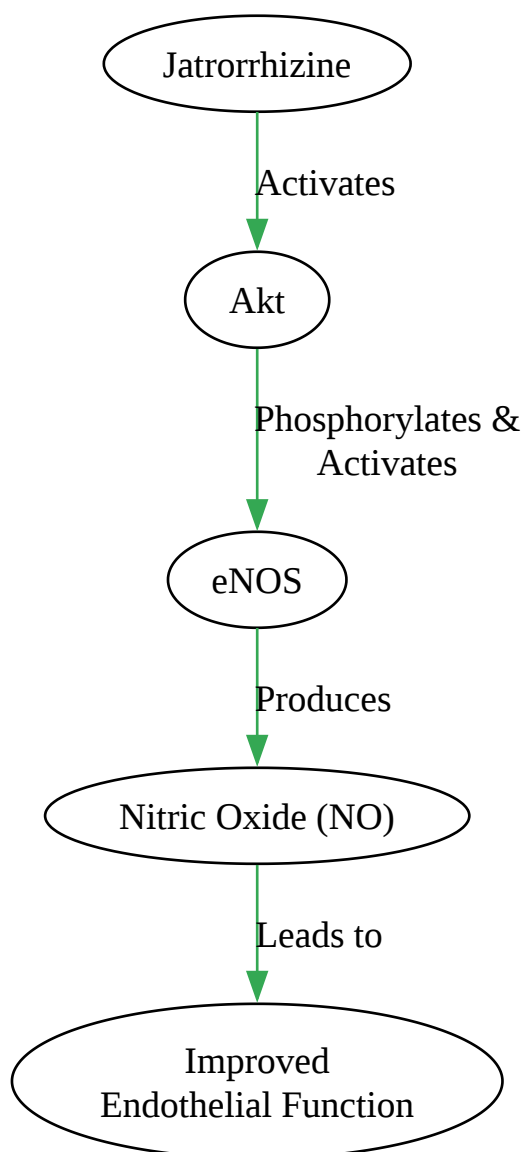 Jatrorrhizine
Activates
Akt
Phosphorylates &
Activates
eNOS
Produces
Nitric Oxide (NO)
Leads to
Improved
Endothelial Function